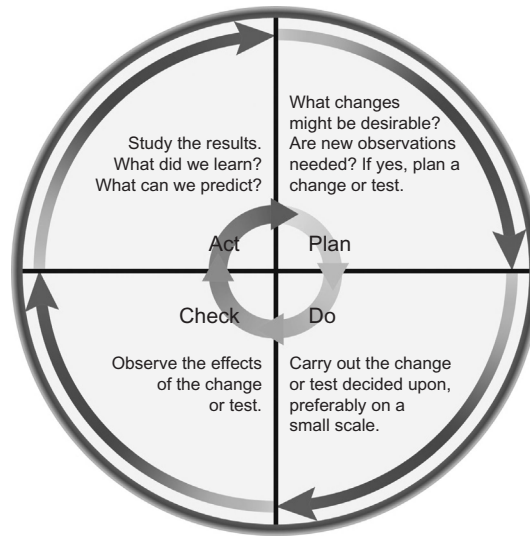 Study the results.
What did we learn?
What can we predict?
What changes
might be desirable?
Are new observations
needed? If yes, plan a
change or test.
Act
Plan
Check
Do
Observe the effects
of the change
or test.
Carry out the change
or test decided upon,
preferably on a
small scale.